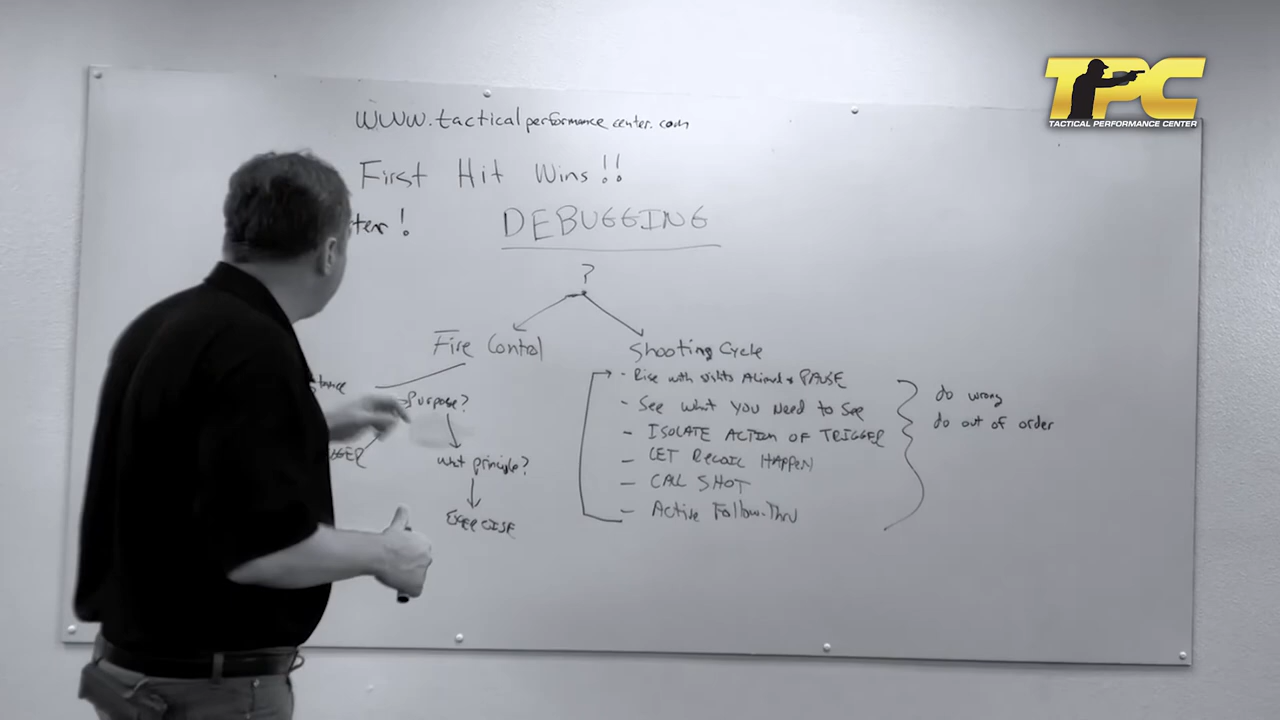 TPC
TACTICAL PERFORMANCE CENTER
www.tacticalperformancecenter.com
First Hit Wins!!
ter!
DEBUGGING
?
Fire Control
Shooting Cycle
- Rise with sights Aligned & PAUSE
- See what you Need to See
- ISOLATE ACTION OF TRIGGER
- LET Recoil HAPPEN
- CALL SHOT
- Active Follow-Thru
do wrong
do out of order
Purpose?
what principle?
EXERCISE